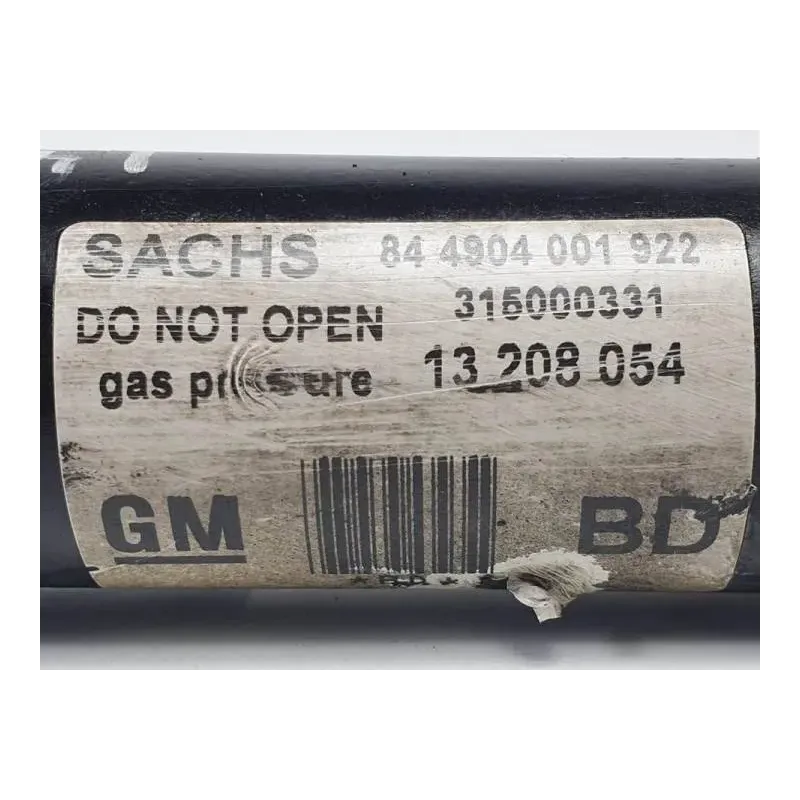 SACHS 84 4904 001 922
DO NOT OPEN 315000331
gas pressure 13 208 054
GM BD